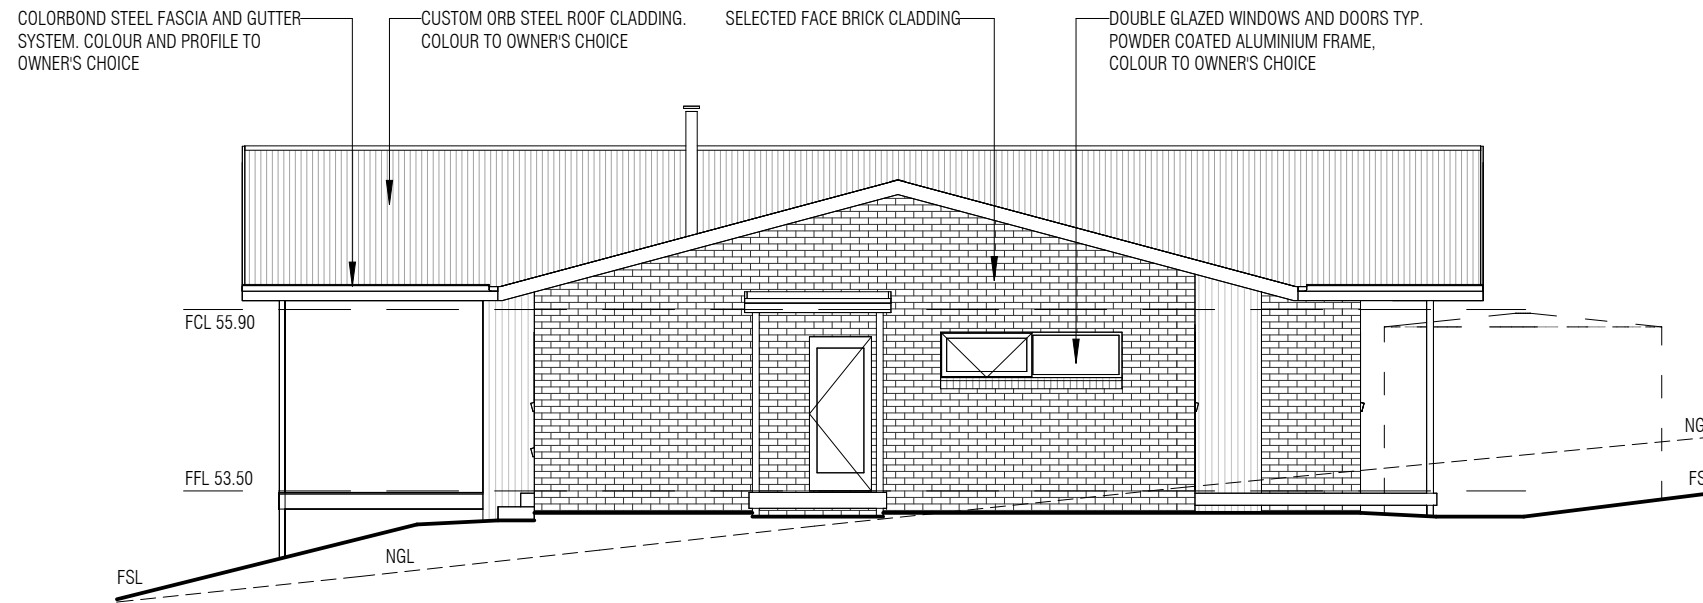 COLORBOND STEEL FASCIA AND GUTTER
SYSTEM. COLOUR AND PROFILE TO
OWNER'S CHOICE
CUSTOM ORB STEEL ROOF CLADDING.
COLOUR TO OWNER'S CHOICE
SELECTED FACE BRICK CLADDING
DOUBLE GLAZED WINDOWS AND DOORS TYP.
POWDER COATED ALUMINIUM FRAME,
COLOUR TO OWNER'S CHOICE
FCL 55.90
NG
FFL 53.50
FS
NGL
FSL